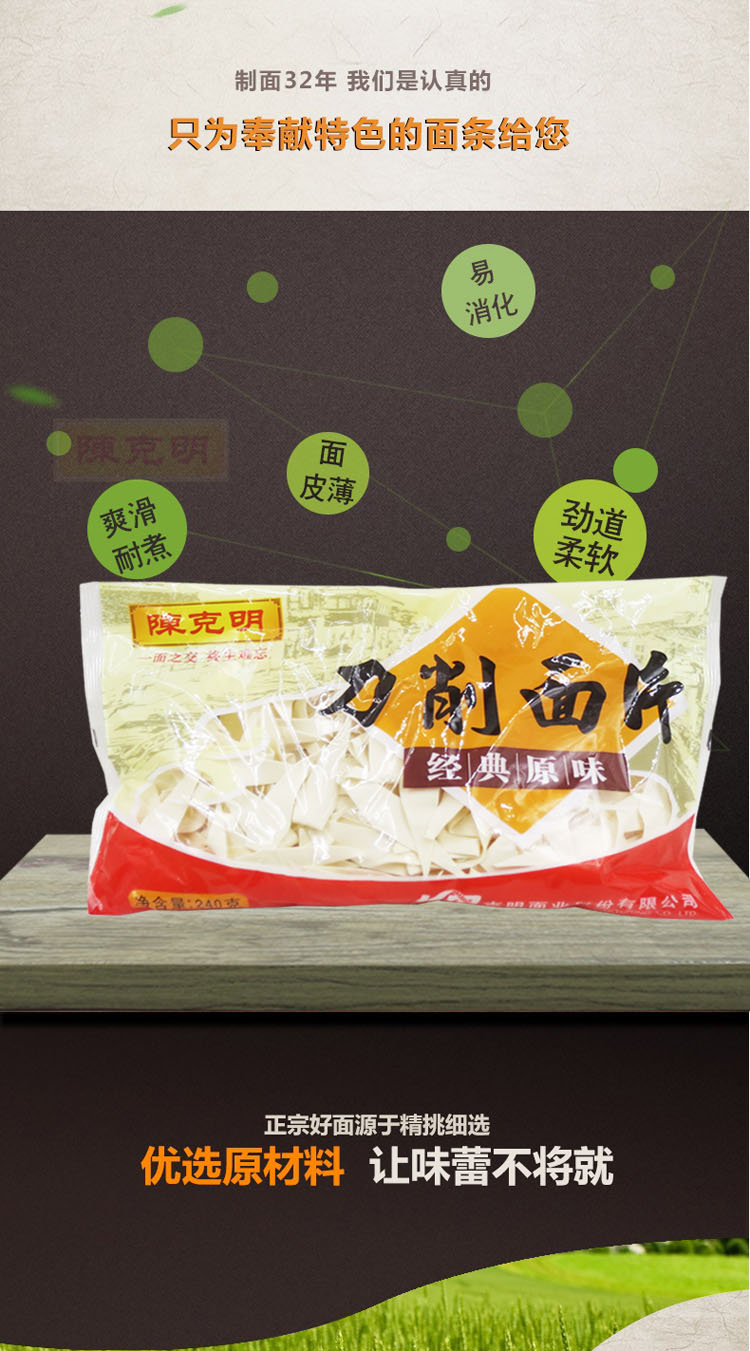 制面32年 我们是认真的
只为奉献特色的面条给您
易
消化
陳克明
面
皮薄
爽滑
耐煮
劲道
柔软
陳克明
一面之交 终生难忘
刀削面片
经典原味
净含量:240克
克明面业股份有限公司
正宗好面源于精挑细选
优选原材料 让味蕾不将就